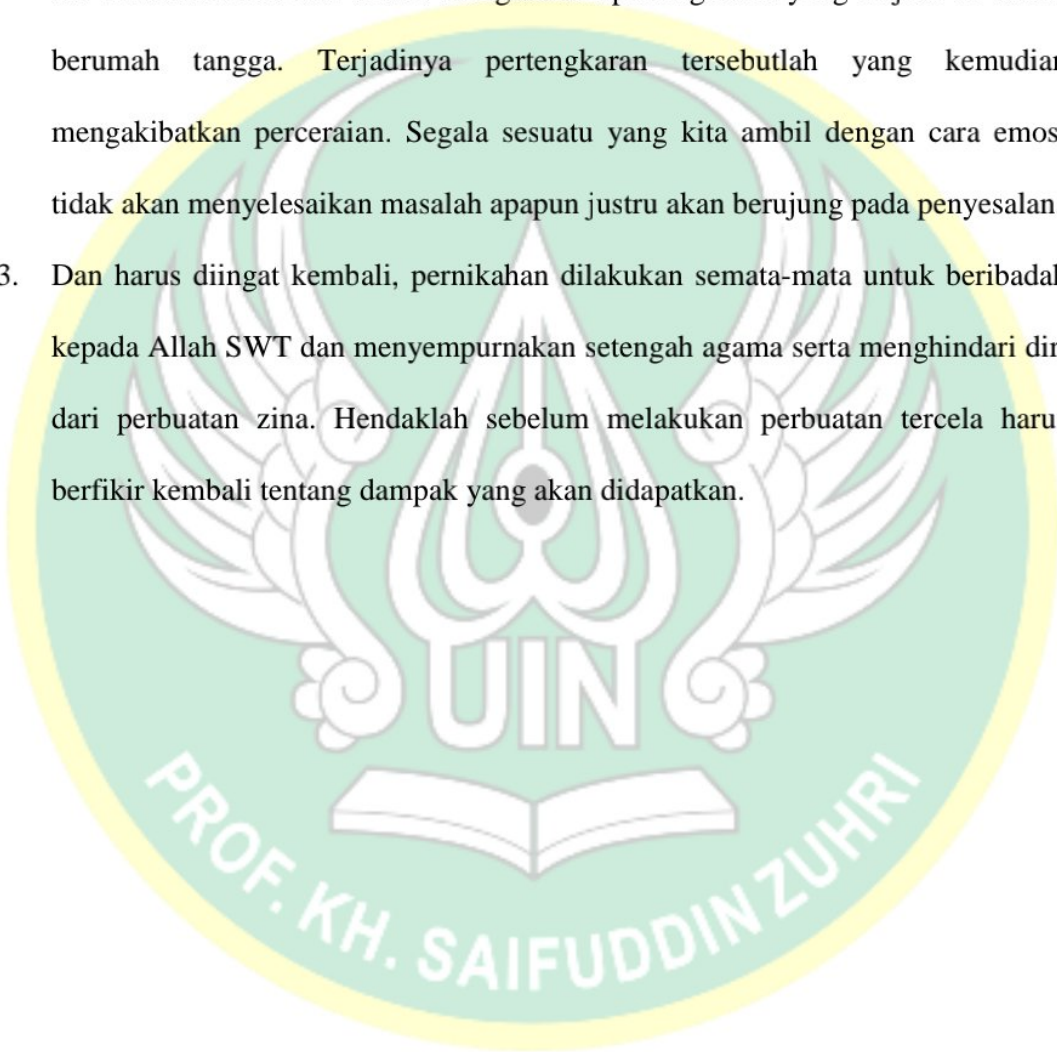 berumah tangga. Terjadinya pertengkaran tersebutlah yang kemudian
mengakibatkan perceraian. Segala sesuatu yang kita ambil dengan cara emos
tidak akan menyelesaikan masalah apapun justru akan berujung pada penyesalan
3. Dan harus diingat kembali, pernikahan dilakukan semata-mata untuk beribadah
kepada Allah SWT dan menyempurnakan setengah agama serta menghindari dir
dari perbuatan zina. Hendaklah sebelum melakukan perbuatan tercela haru
berfikir kembali tentang dampak yang akan didapatkan.
UIN
PROF. KH. SAIFUDDIN ZUHRI